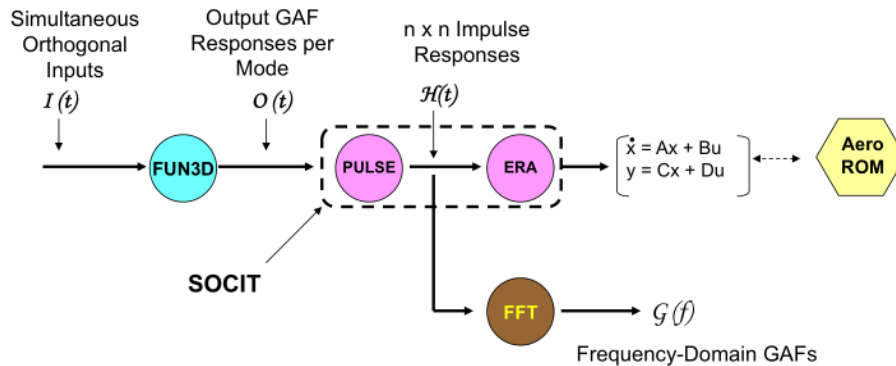 Simultaneous
Orthogonal
Inputs
I (t)
Output GAF
Responses per
Mode
O (t)
n x n Impulse
Responses
ℋ(t)
FUN3D
PULSE
ERA
ẋ = Ax + Bu
y = Cx + Du
Aero
ROM
SOCIT
FFT
G (f)
Frequency-Domain GAFs